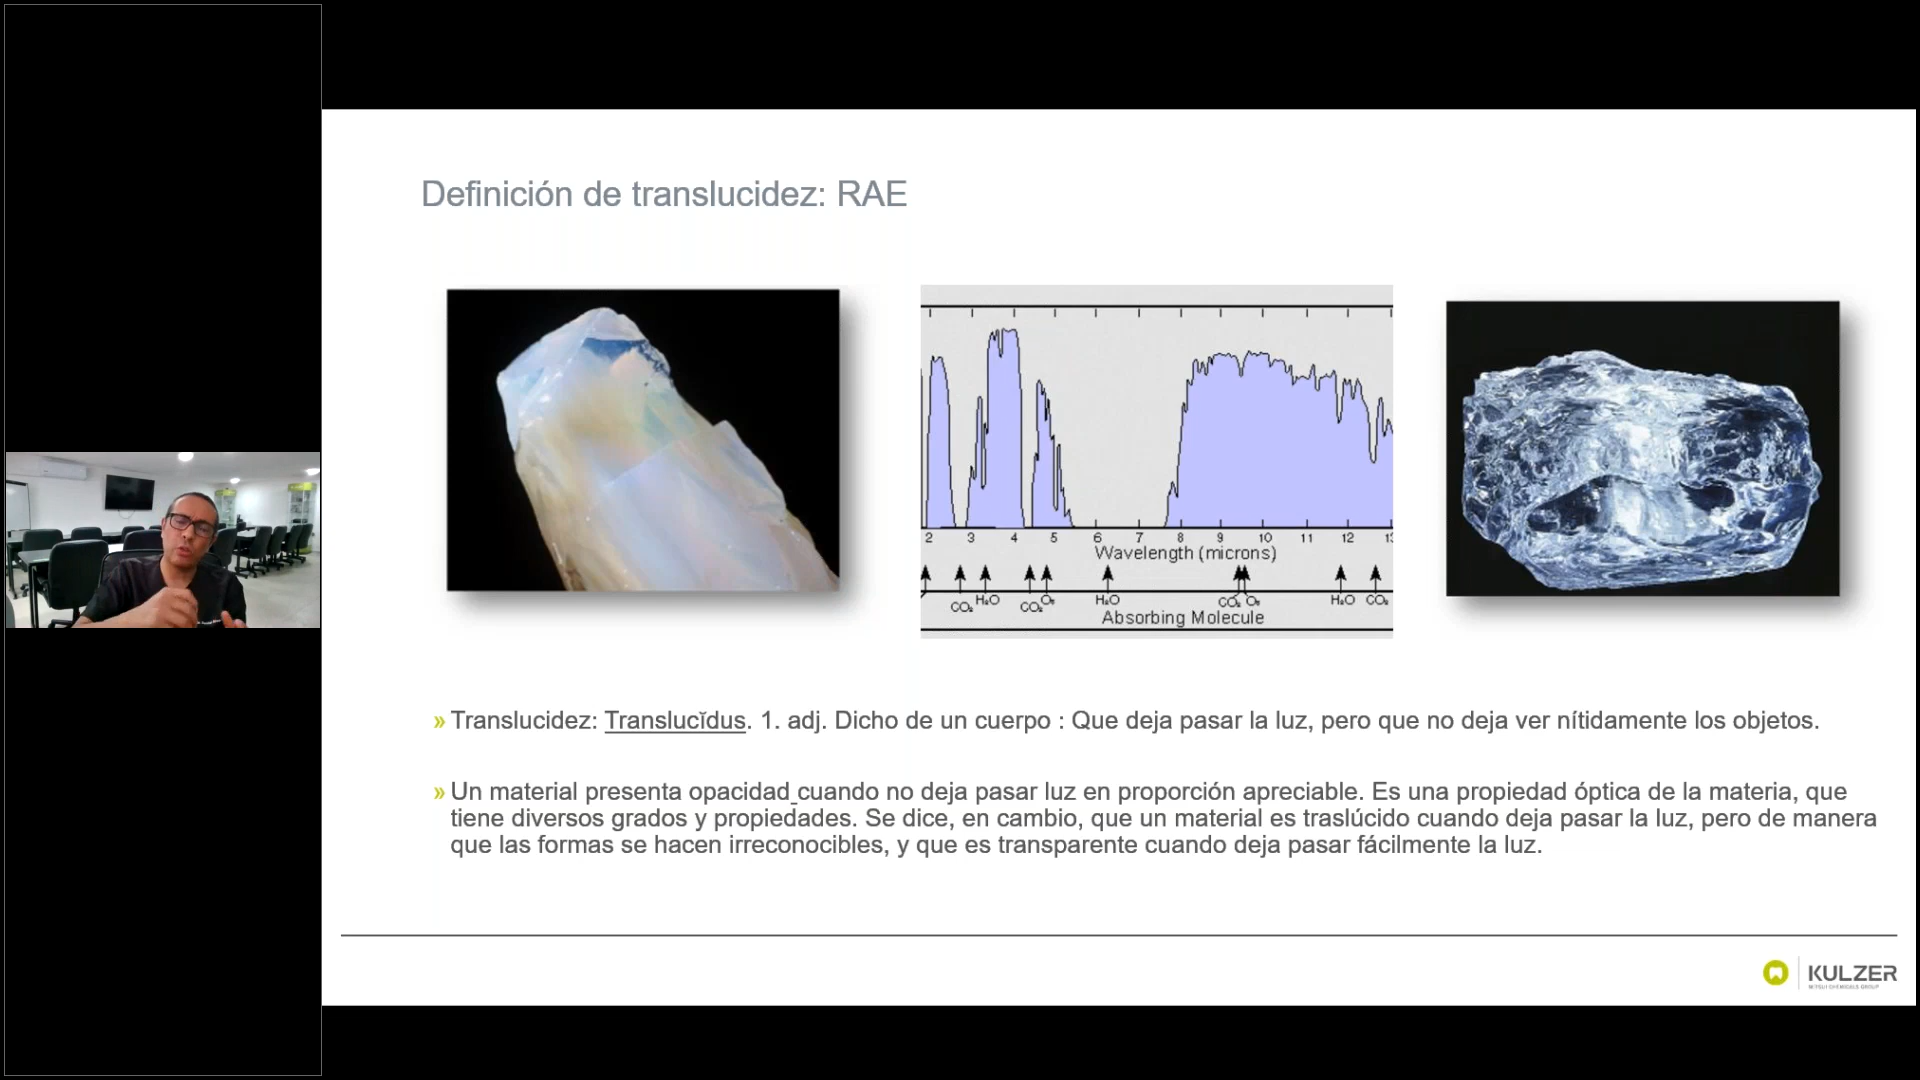 Definición de translucidez: RAE
2 3 4 5 6 7 8 9 10 11 12 13
Wavelength (microns)
CO₂ H₂O CO₂ O₃ H₂O CO₂ O₃ H₂O CO₂
Absorbing Molecule
» Translucidez: Translucĭdus. 1. adj. Dicho de un cuerpo : Que deja pasar la luz, pero que no deja ver nítidamente los objetos.
» Un material presenta opacidad cuando no deja pasar luz en proporción apreciable. Es una propiedad óptica de la materia, que
tiene diversos grados y propiedades. Se dice, en cambio, que un material es traslúcido cuando deja pasar la luz, pero de manera
que las formas se hacen irreconocibles, y que es transparente cuando deja pasar fácilmente la luz.
KULZER
MITSUI CHEMICALS GROUP